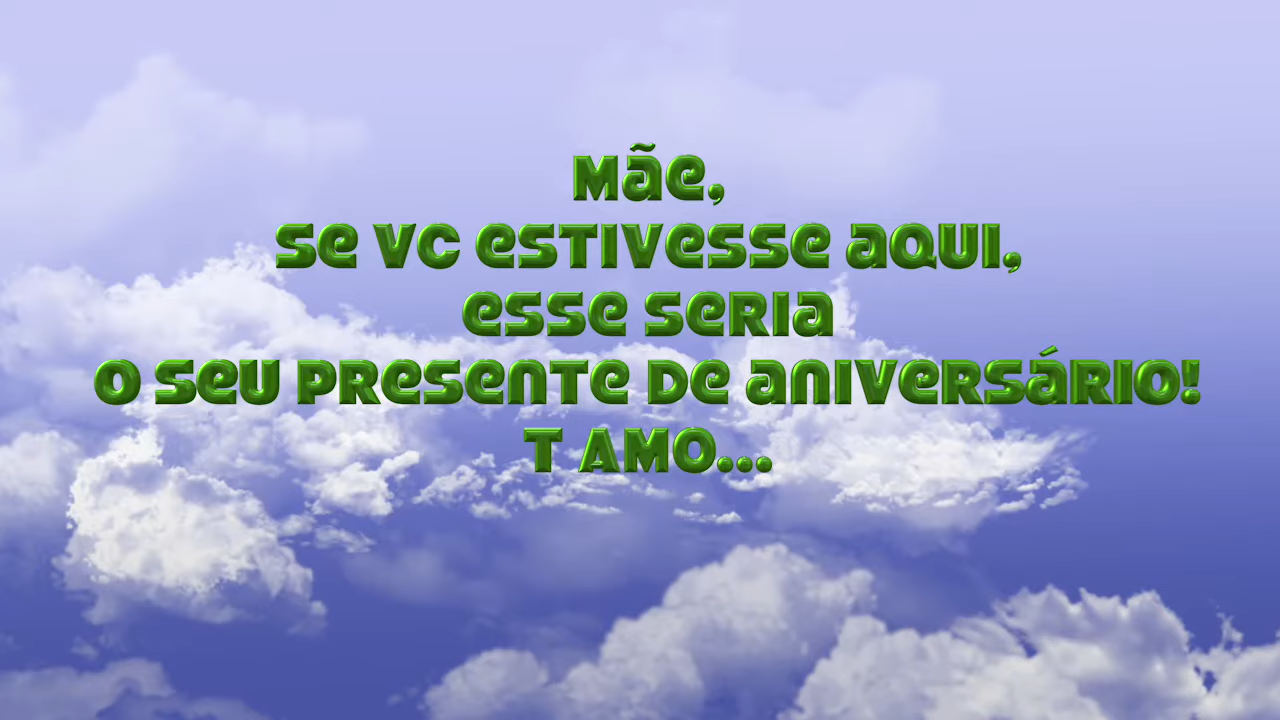 Mãe,
se vc estivesse aqui,
esse seria
o seu presente de aniversário!
T AMO...